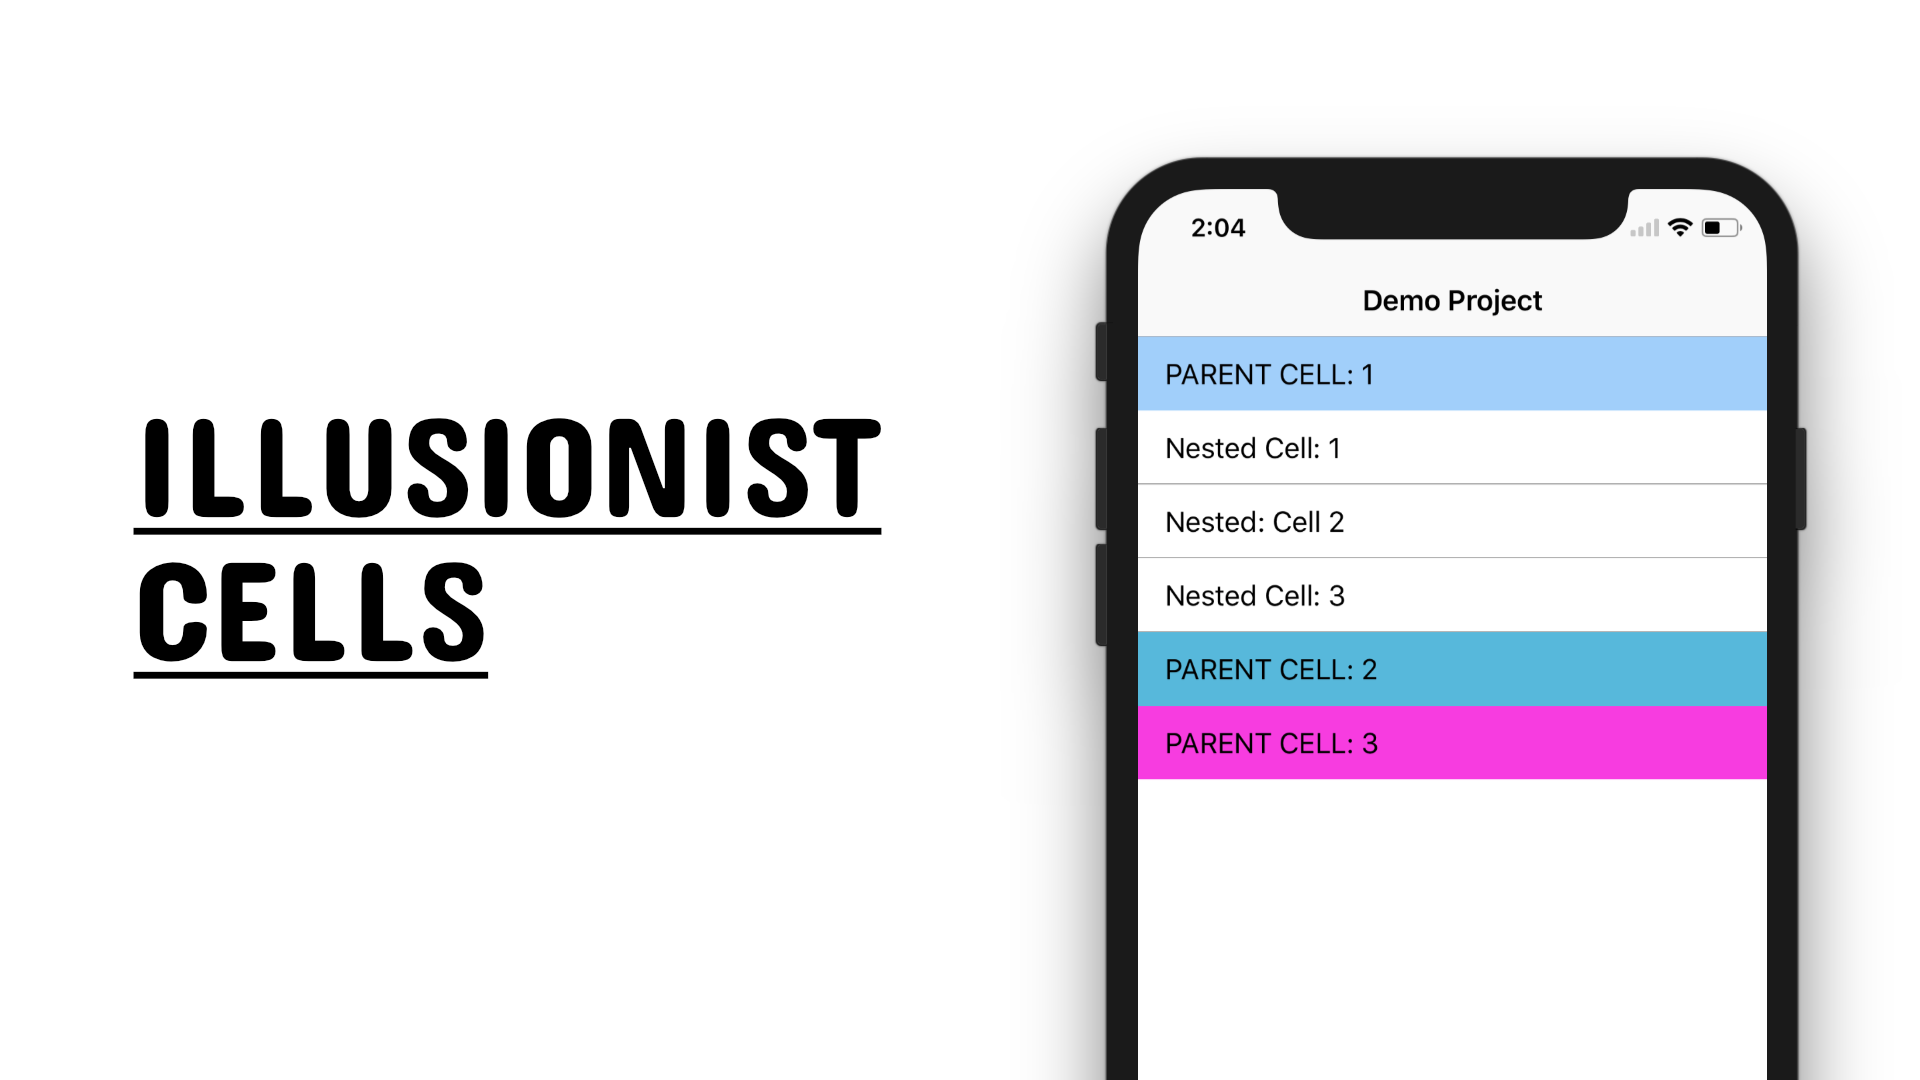 ILLUSIONIST
CELLS
2:04
Demo Project
PARENT CELL: 1
Nested Cell: 1
Nested: Cell 2
Nested Cell: 3
PARENT CELL: 2
PARENT CELL: 3